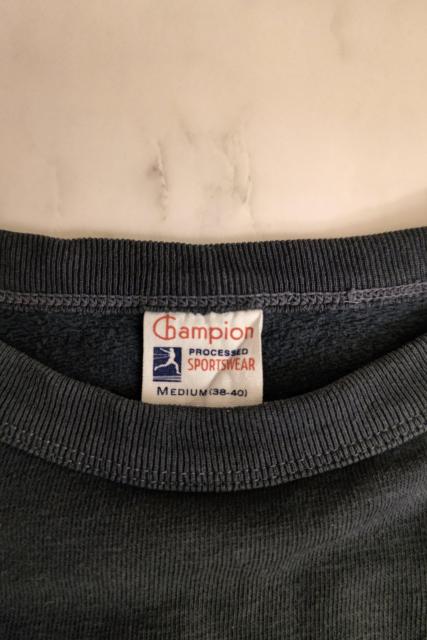 Champion
PROCESSED
SPORTSWEAR
MEDIUM (38-40)